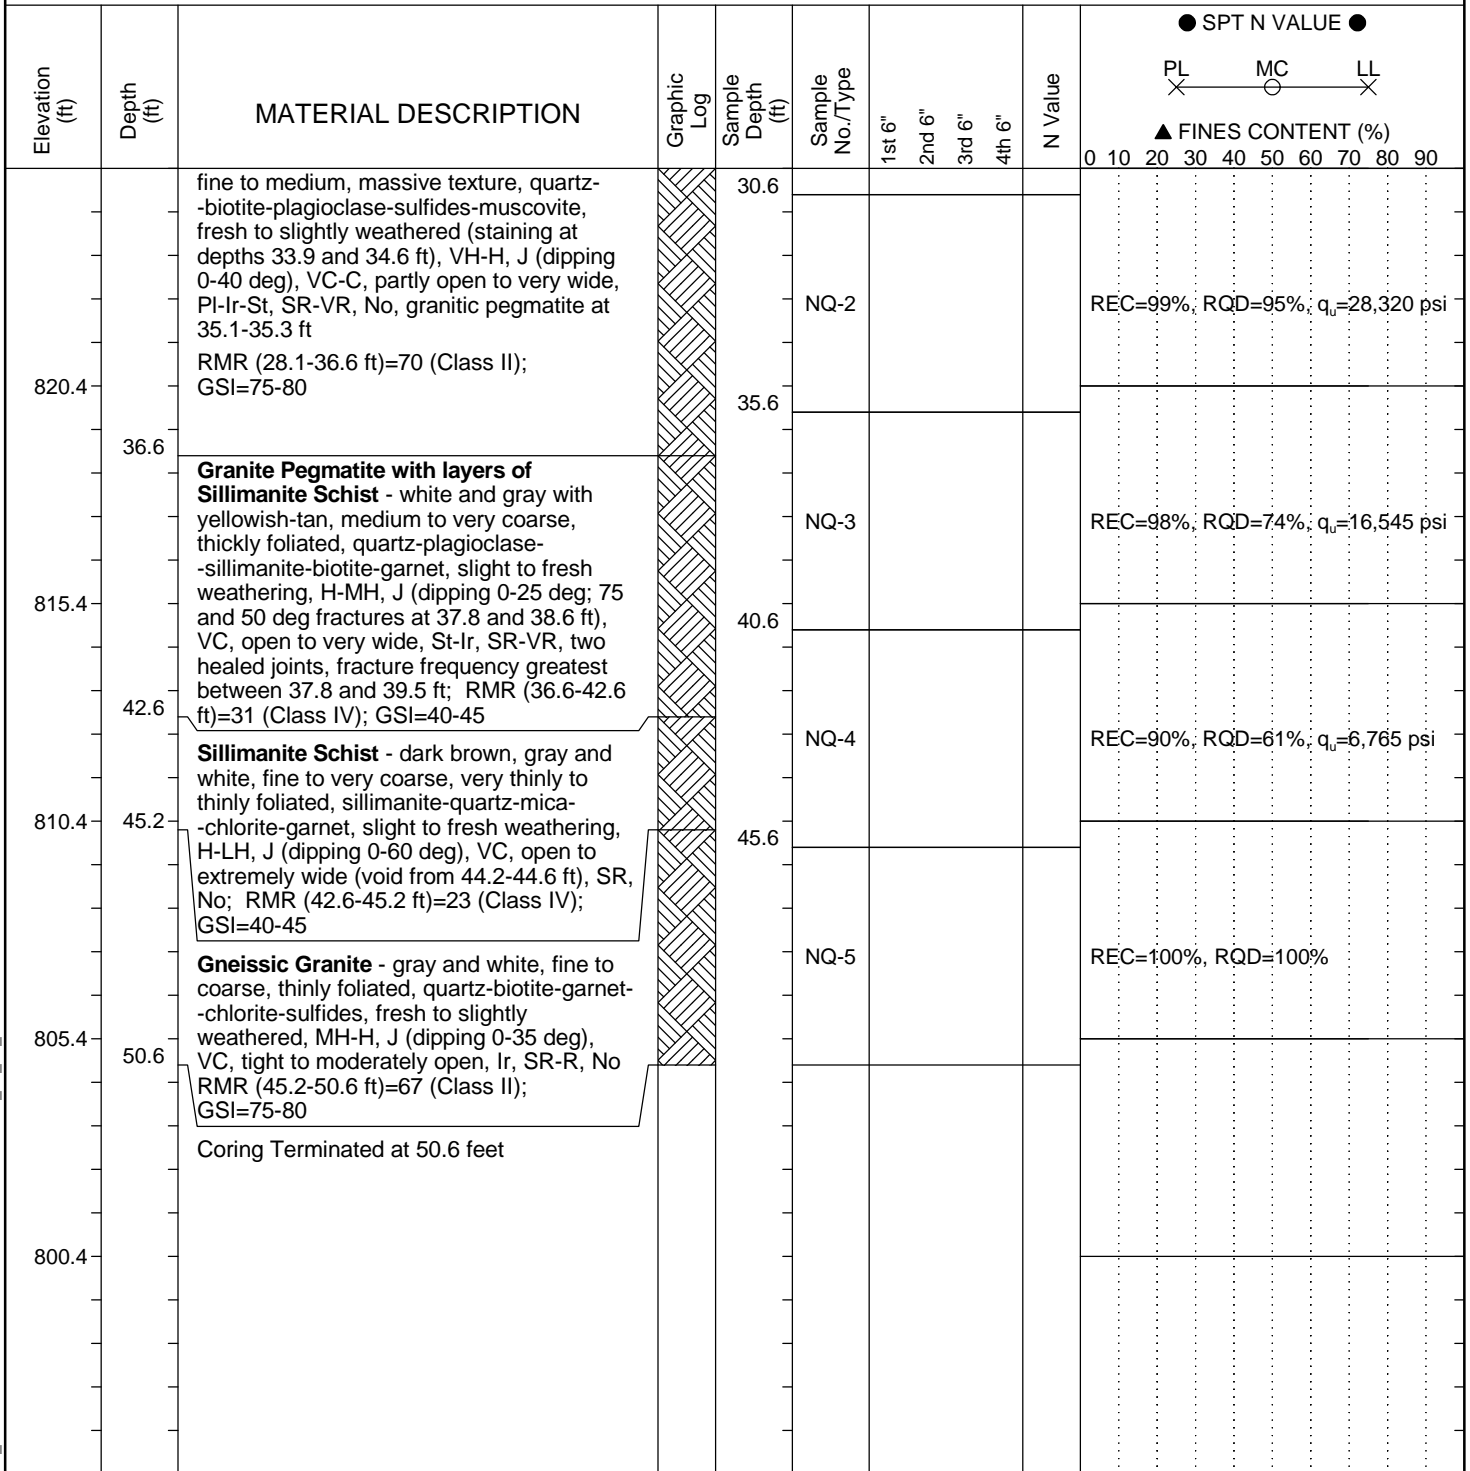 ● SPT N VALUE ●
PL MC LL
▲ FINES CONTENT (%)
0 10 20 30 40 50 60 70 80 90
Elevation (ft)
Depth (ft)
MATERIAL DESCRIPTION
Graphic Log
Sample Depth (ft)
Sample No./Type
1st 6"
2nd 6"
3rd 6"
4th 6"
N Value
fine to medium, massive texture, quartz-
-biotite-plagioclase-sulfides-muscovite,
fresh to slightly weathered (staining at
depths 33.9 and 34.6 ft), VH-H, J (dipping
0-40 deg), VC-C, partly open to very wide,
Pl-Ir-St, SR-VR, No, granitic pegmatite at
35.1-35.3 ft
RMR (28.1-36.6 ft)=70 (Class II);
GSI=75-80
30.6
NQ-2
REC=99%, RQD=95%, qu=28,320 psi
820.4
35.6
36.6
Granite Pegmatite with layers of
Sillimanite Schist - white and gray with
yellowish-tan, medium to very coarse,
thickly foliated, quartz-plagioclase-
-sillimanite-biotite-garnet, slight to fresh
weathering, H-MH, J (dipping 0-25 deg; 75
and 50 deg fractures at 37.8 and 38.6 ft),
VC, open to very wide, St-Ir, SR-VR, two
healed joints, fracture frequency greatest
between 37.8 and 39.5 ft; RMR (36.6-42.6
ft)=31 (Class IV); GSI=40-45
NQ-3
REC=98%, RQD=74%, qu=16,545 psi
815.4
40.6
42.6
Sillimanite Schist - dark brown, gray and
white, fine to very coarse, very thinly to
thinly foliated, sillimanite-quartz-mica-
-chlorite-garnet, slight to fresh weathering,
H-LH, J (dipping 0-60 deg), VC, open to
extremely wide (void from 44.2-44.6 ft), SR,
No; RMR (42.6-45.2 ft)=23 (Class IV);
GSI=40-45
NQ-4
REC=90%, RQD=61%, qu=6,765 psi
810.4
45.2
45.6
Gneissic Granite - gray and white, fine to
coarse, thinly foliated, quartz-biotite-garnet-
-chlorite-sulfides, fresh to slightly
weathered, MH-H, J (dipping 0-35 deg),
VC, tight to moderately open, Ir, SR-R, No
RMR (45.2-50.6 ft)=67 (Class II);
GSI=75-80
NQ-5
REC=100%, RQD=100%
805.4
50.6
Coring Terminated at 50.6 feet
800.4